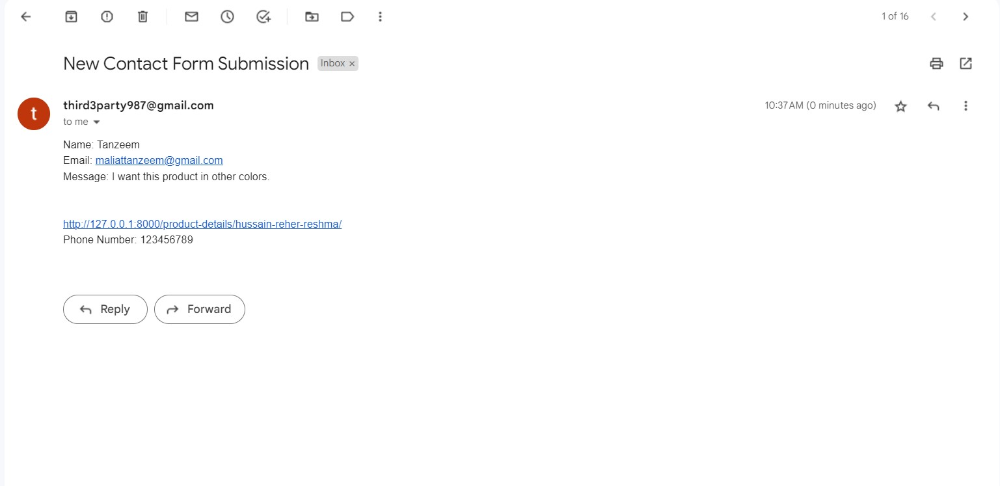 1 of 16
New Contact Form Submission Inbox ×
t
third3party987@gmail.com 10:37 AM (0 minutes ago)
to me
Name: Tanzeem
Email: maliattanzeem@gmail.com
Message: I want this product in other colors.
http://127.0.0.1:8000/product-details/hussain-reher-reshma/
Phone Number: 123456789
Reply Forward